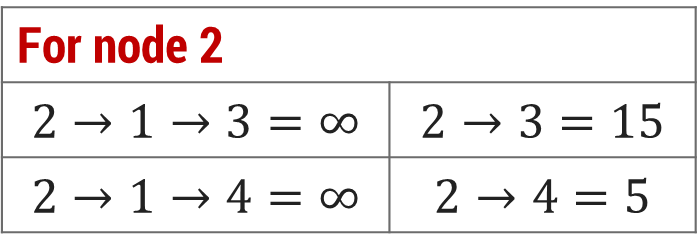 For node 2
2 → 1 → 3 = ∞ 2 → 3 = 15
2 → 1 → 4 = ∞ 2 → 4 = 5